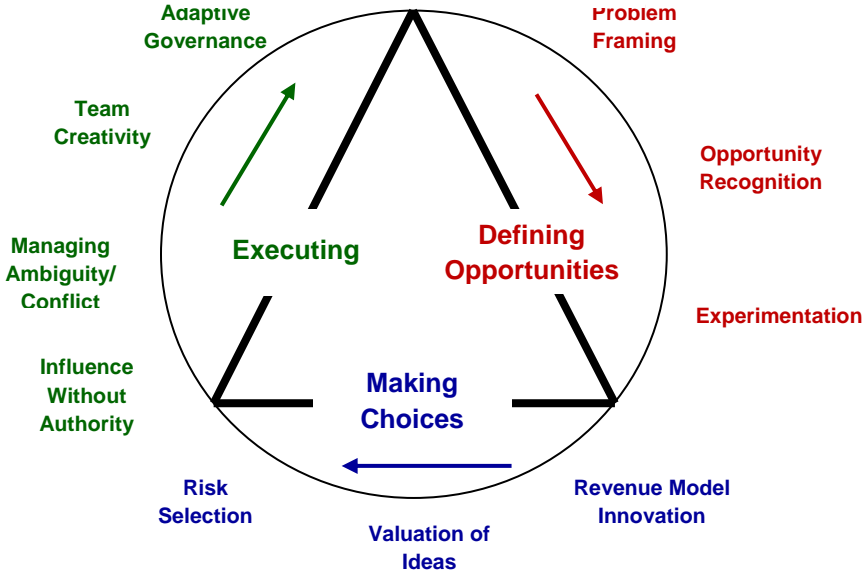 Adaptive
Governance
Problem
Framing
Team
Creativity
Opportunity
Recognition
Managing
Ambiguity/
Conflict
Executing
Defining
Opportunities
Experimentation
Influence
Without
Authority
Making
Choices
Risk
Selection
Valuation of
Ideas
Revenue Model
Innovation